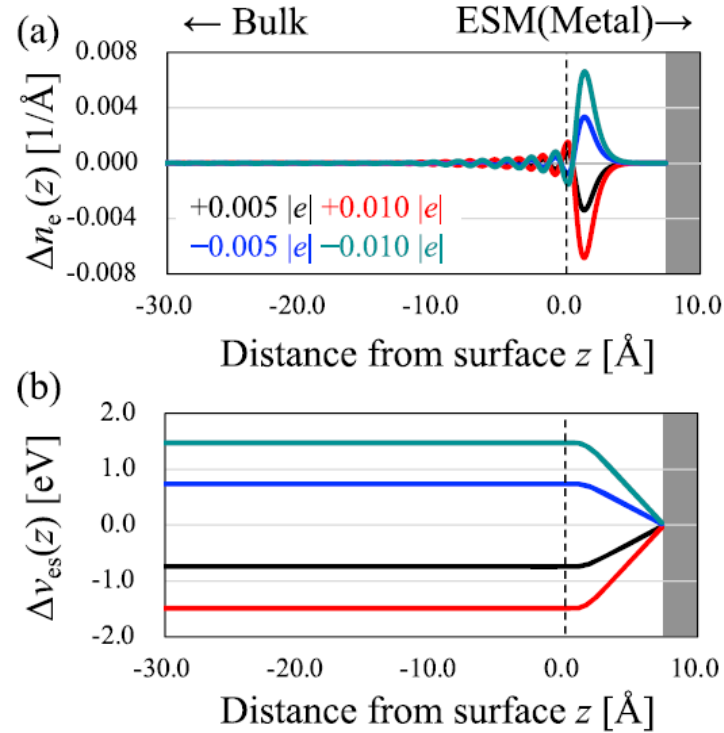 (a)
← Bulk ESM(Metal)→
0.008
0.004
0.000
-0.004
-0.008
Δnₑ(z) [1/Å]
+0.005 |e| +0.010 |e|
−0.005 |e| −0.010 |e|
-30.0 -20.0 -10.0 0.0 10.0
Distance from surface z [Å]
(b)
2.0
1.0
0.0
-1.0
-2.0
Δv_es(z) [eV]
-30.0 -20.0 -10.0 0.0 10.0
Distance from surface z [Å]